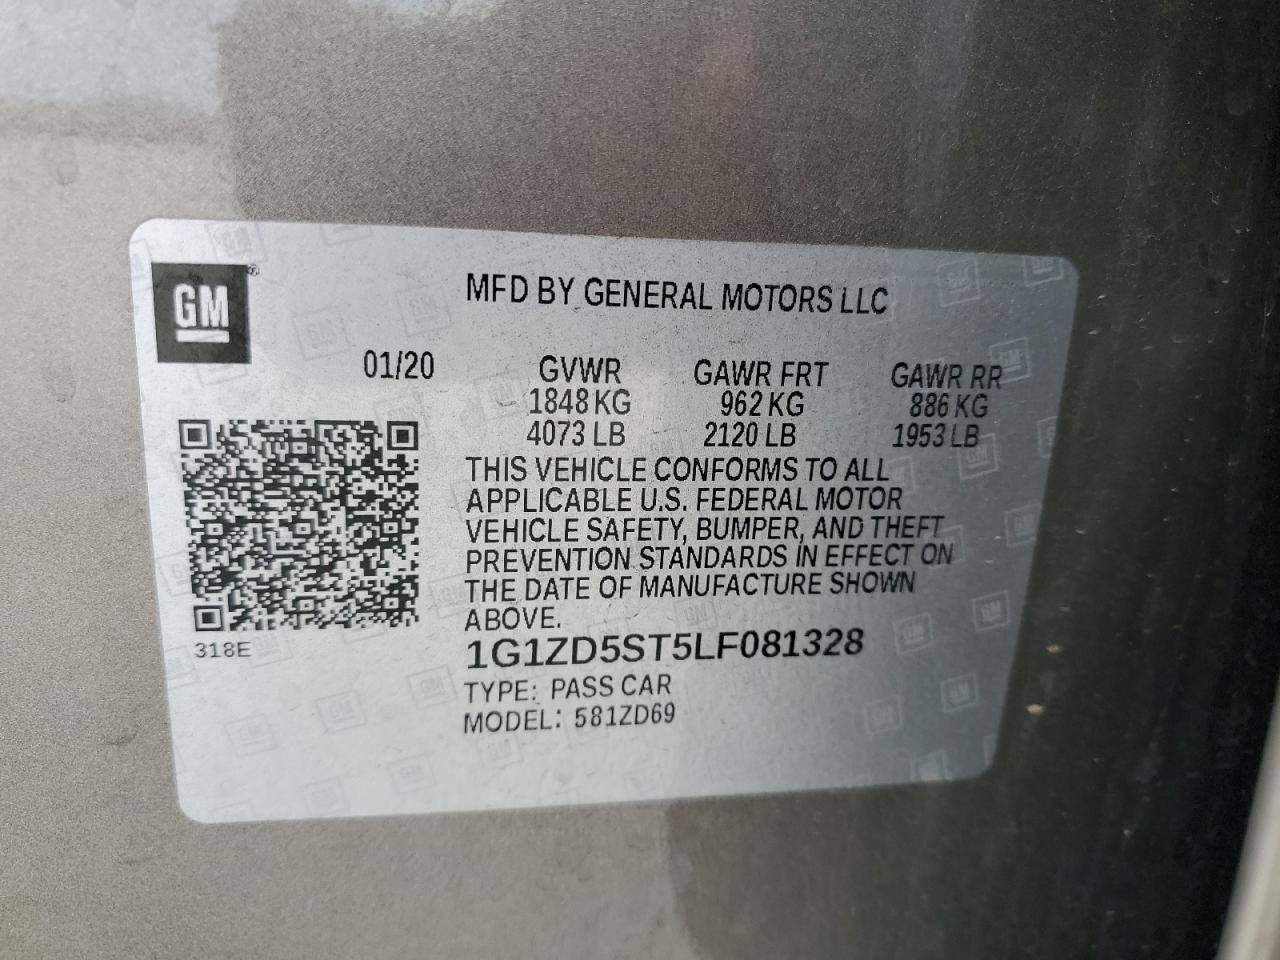 GM
MFD BY GENERAL MOTORS LLC
01/20 GVWR GAWR FRT GAWR RR
1848 KG 962 KG 886 KG
4073 LB 2120 LB 1953 LB
THIS VEHICLE CONFORMS TO ALL
APPLICABLE U.S. FEDERAL MOTOR
VEHICLE SAFETY, BUMPER, AND THEFT
PREVENTION STANDARDS IN EFFECT ON
THE DATE OF MANUFACTURE SHOWN
ABOVE.
318E
1G1ZD5ST5LF081328
TYPE: PASS CAR
MODEL: 581ZD69